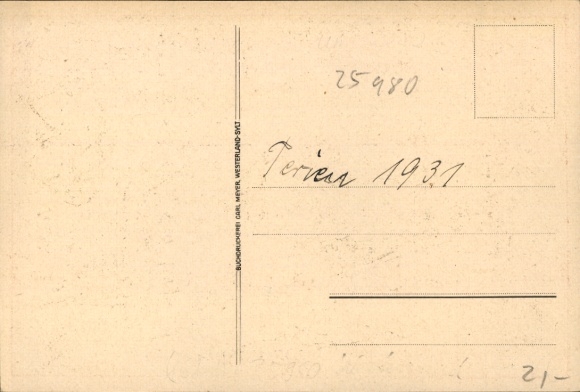 25980
Ferien 1931
BUCHDRUCKEREI CARL MEYER, WESTERLAND-SYLT
21,-